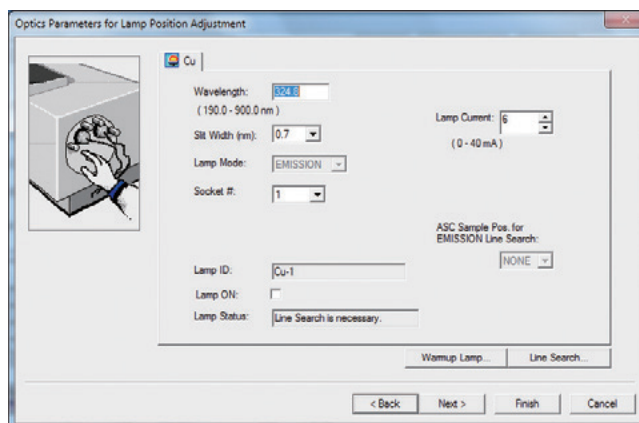 Optics Parameters for Lamp Position Adjustment
Cu
Wavelength: 324.8
( 190.0 - 900.0 nm )
Slit Width (nm): 0.7
Lamp Mode: EMISSION
Socket #: 1
Lamp Current: 6
( 0 - 40 mA )
ASC Sample Pos. for
EMISSION Line Search:
NONE
Lamp ID: Cu-1
Lamp ON:
Lamp Status: Line Search is necessary.
Warmup Lamp... Line Search...
< Back Next > Finish Cancel